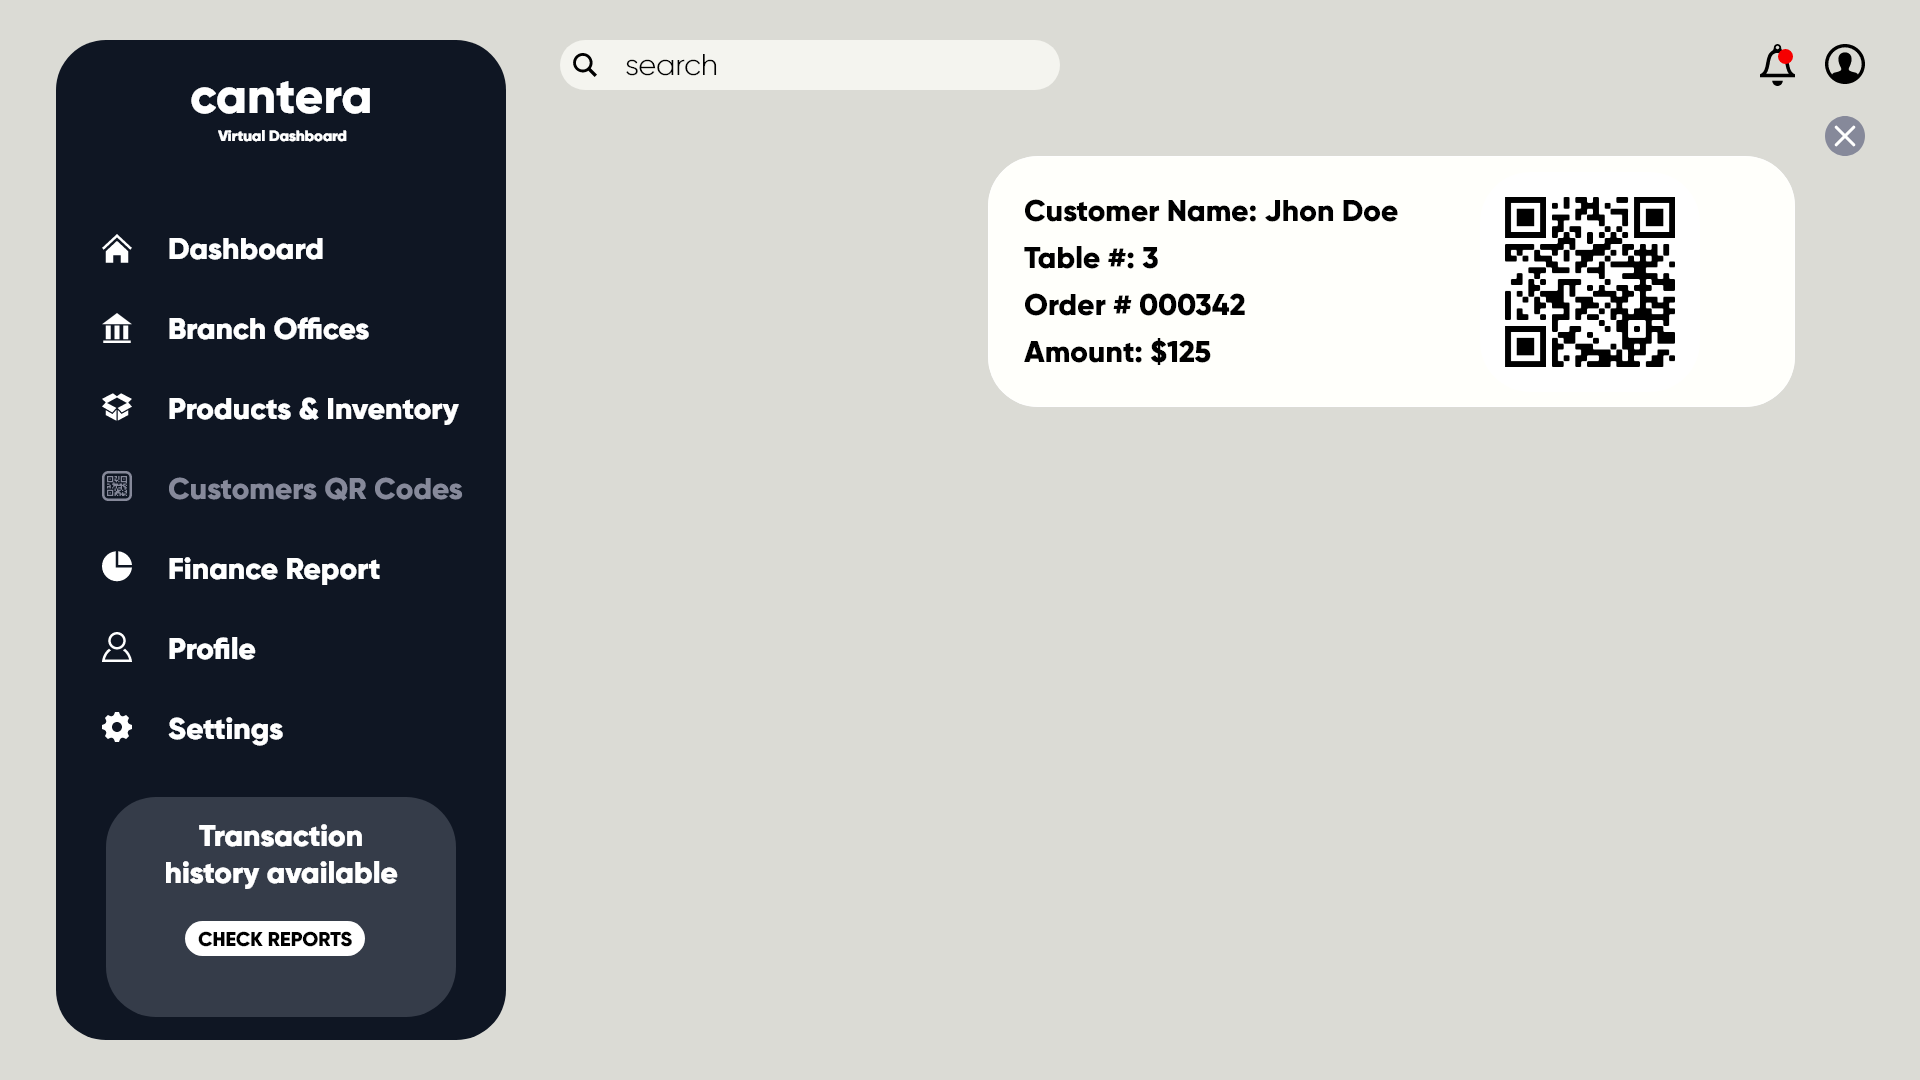 cantera
Virtual Dashboard
Dashboard
Branch Offices
Products & Inventory
Customers QR Codes
Finance Report
Profile
Settings
Transaction
history available
CHECK REPORTS
search
Customer Name: Jhon Doe
Table #: 3
Order # 000342
Amount: $125